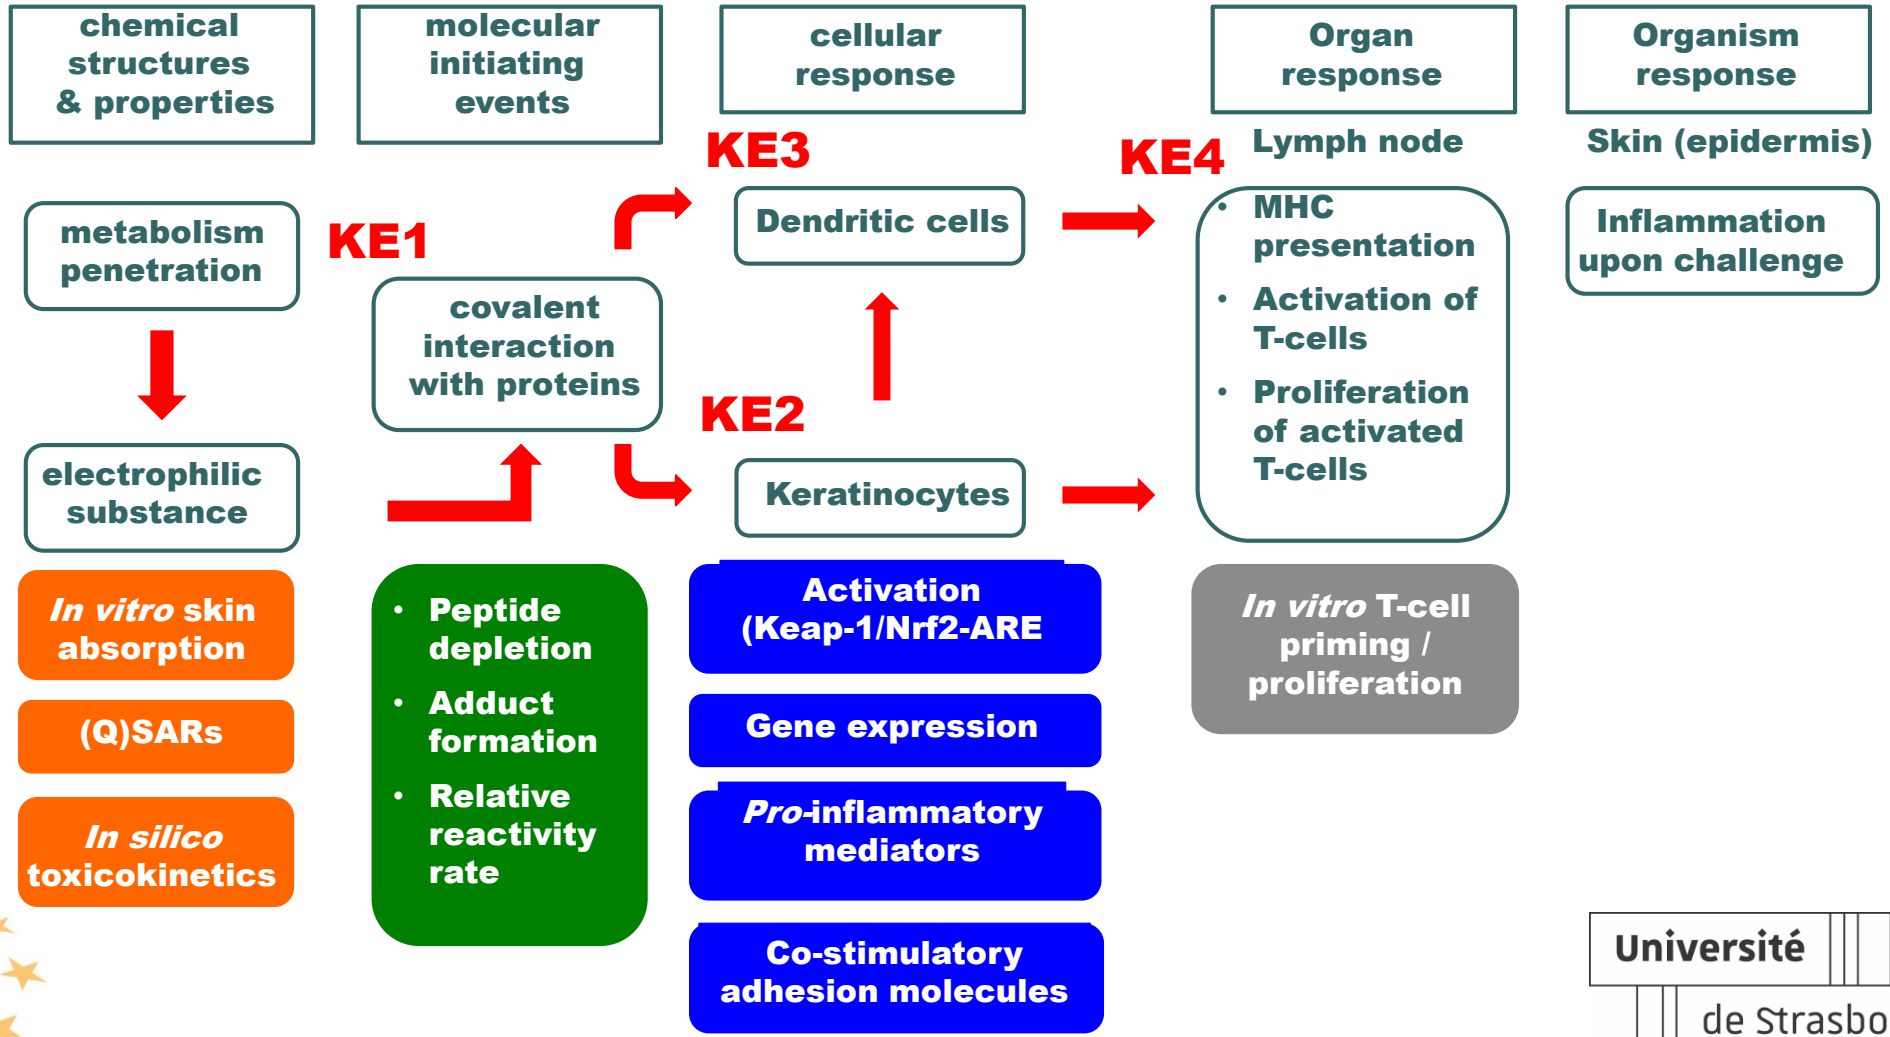 chemical
structures
& properties
molecular
initiating
events
cellular
response
Organ
response
Organism
response
Lymph node
Skin (epidermis)
KE3
KE4
metabolism
penetration
KE1
Dendritic cells
• MHC
presentation
• Activation of
T-cells
• Proliferation
of activated
T-cells
Inflammation
upon challenge
covalent
interaction
with proteins
KE2
electrophilic
substance
Keratinocytes
In vitro skin
absorption
(Q)SARs
In silico
toxicokinetics
• Peptide
depletion
• Adduct
formation
• Relative
reactivity
rate
Activation
(Keap-1/Nrf2-ARE
Gene expression
Pro-inflammatory
mediators
Co-stimulatory
adhesion molecules
In vitro T-cell
priming /
proliferation
Université
de Strasbo